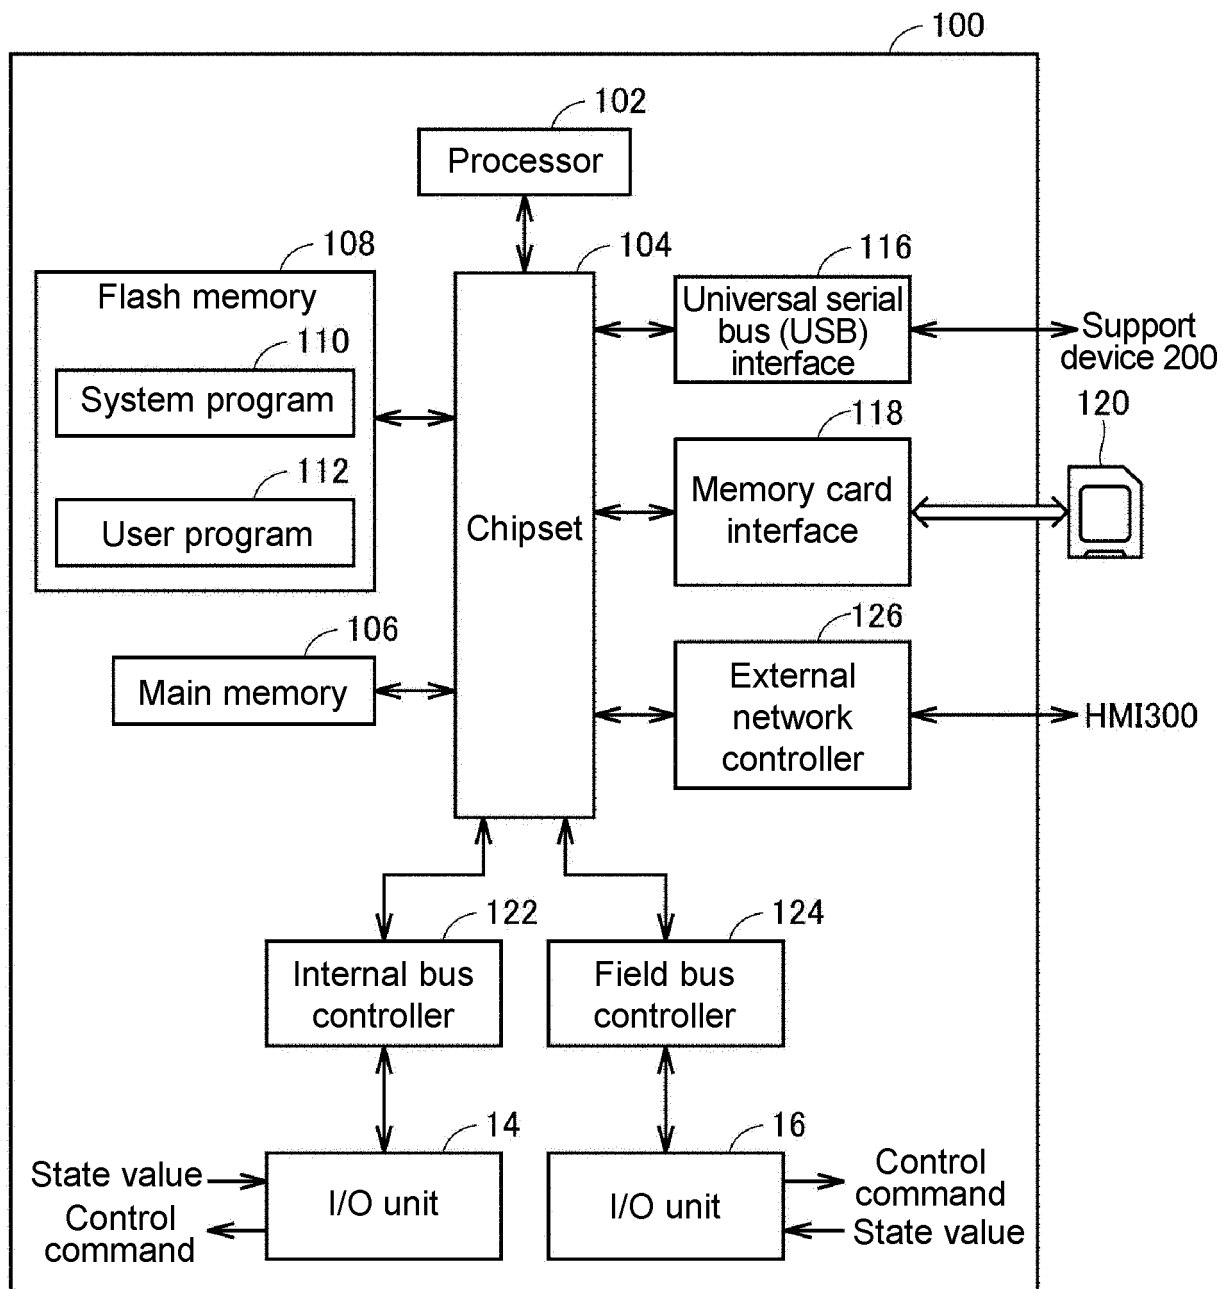 100
102
Processor
108
Flash memory
110
System program
112
User program
106
Main memory
104
Chipset
116
Universal serial
bus (USB)
interface
Support
device 200
118
Memory card
interface
120
126
External
network
controller
HMI300
122
Internal bus
controller
124
Field bus
controller
14
I/O unit
State value
Control
command
16
I/O unit
Control
command
State value